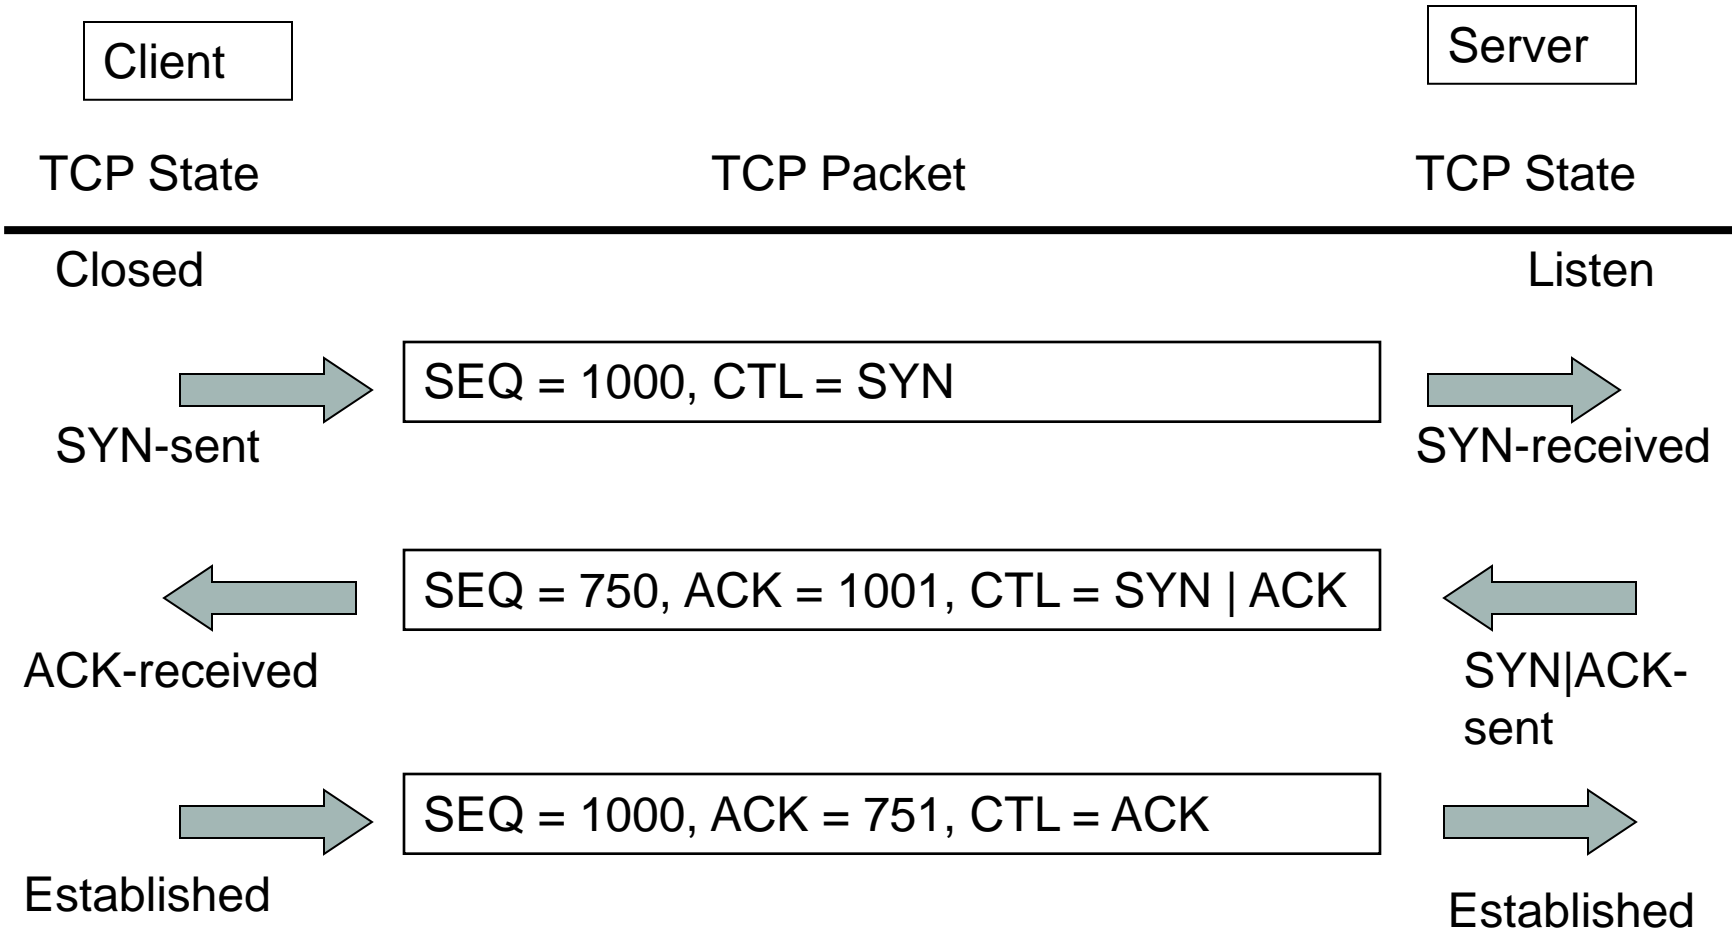 Client
Server
TCP State
TCP Packet
TCP State
Closed
Listen
SEQ = 1000, CTL = SYN
SYN-sent
SYN-received
SEQ = 750, ACK = 1001, CTL = SYN | ACK
ACK-received
SYN|ACK-
sent
SEQ = 1000, ACK = 751, CTL = ACK
Established
Established